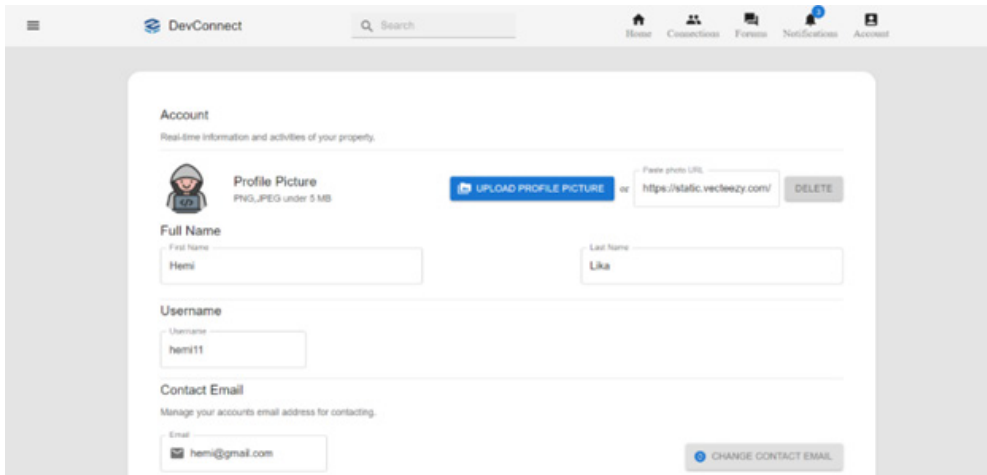 DevConnect
Search
3
Home Connections Forums Notifications Account
Account
Real-time information and activities of your property.
Profile Picture
PNG,JPEG under 5 MB
UPLOAD PROFILE PICTURE or
Paste photo URL
https://static.vecteezy.com/
DELETE
Full Name
First Name
Hemi
Last Name
Lika
Username
Username
hemi11
Contact Email
Manage your accounts email address for contacting.
Email
hemi@gmail.com
CHANGE CONTACT EMAIL